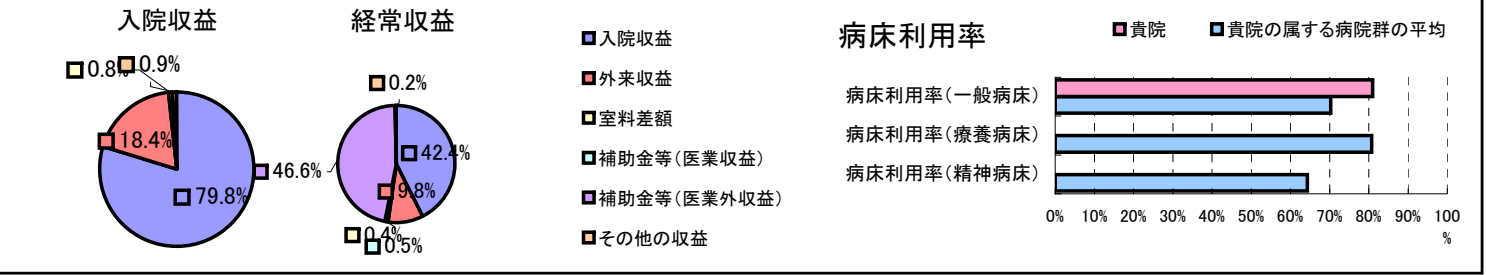 入院収益
0.8%
0.9%
18.4%
79.8%
経常収益
0.2%
42.4%
46.6%
9.8%
0.4%
0.5%
入院収益
外来収益
室料差額
補助金等（医業収益）
補助金等（医業外収益）
その他の収益
病床利用率
貴院
貴院の属する病院群の平均
病床利用率（一般病床）
病床利用率（療養病床）
病床利用率（精神病床）
0% 10% 20% 30% 40% 50% 60% 70% 80% 90% 100
%